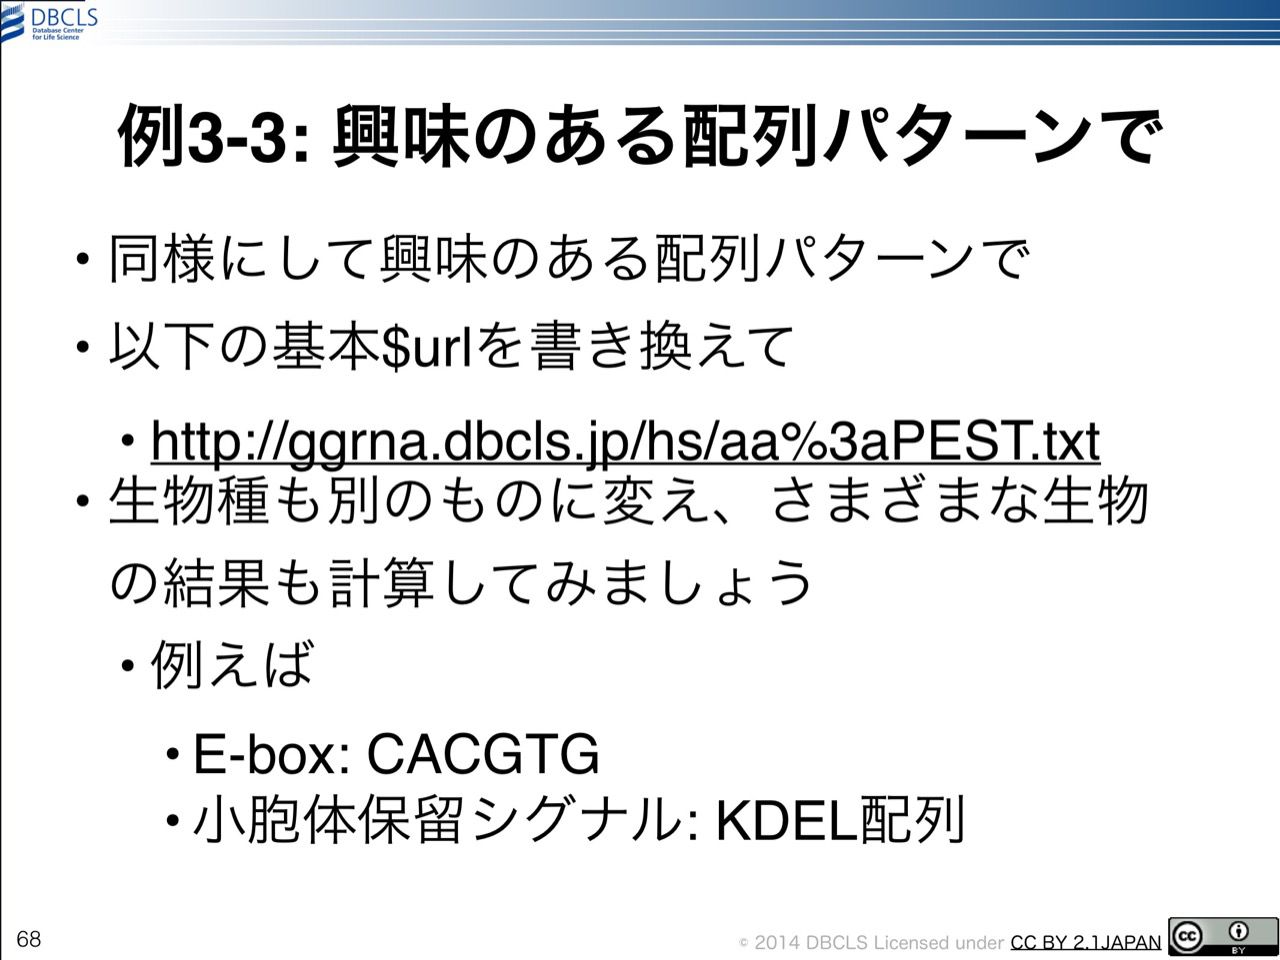 DBCLS
Database Center
for Life Science
例3-3: 興味のある配列パターンで
• 同様にして興味のある配列パターンで
• 以下の基本$urlを書き換えて
• http://ggrna.dbcls.jp/hs/aa%3aPEST.txt
• 生物種も別のものに変え、さまざまな生物
の結果も計算してみましょう
• 例えば
• E-box: CACGTG
• 小胞体保留シグナル: KDEL配列
68
© 2014 DBCLS Licensed under CC BY 2.1JAPAN
cc
BY